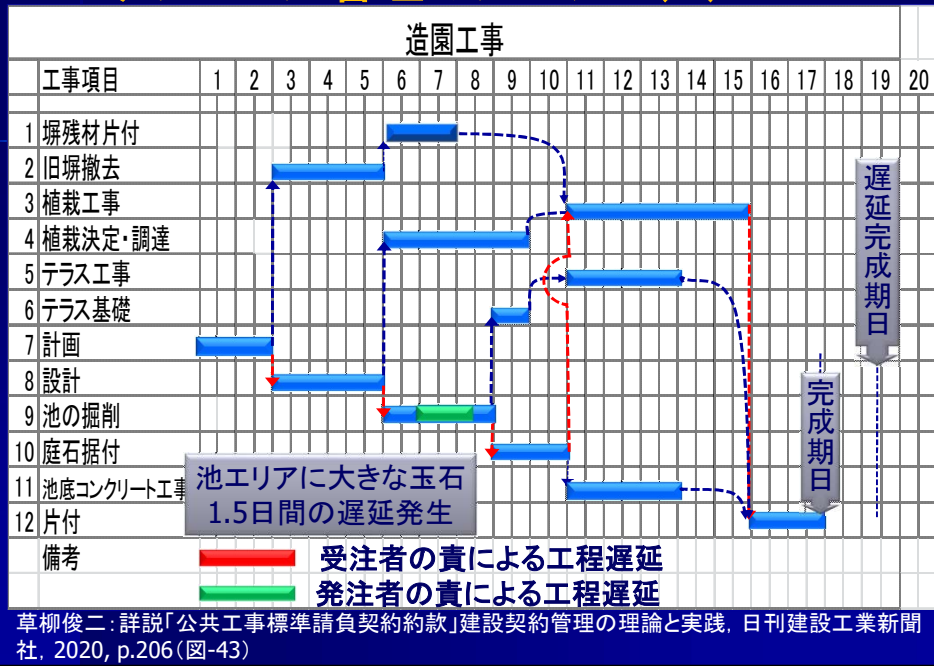 造園工事
工事項目 1 2 3 4 5 6 7 8 9 10 11 12 13 14 15 16 17 18 19 20
1 塀残材片付
2 旧塀撤去
3 植栽工事
4 植栽決定・調達
5 テラス工事
6 テラス基礎
7 計画
8 設計
9 池の掘削
10 庭石据付
11 池底コンクリート工事
12 片付
備考
遅延完成期日
完成期日
池エリアに大きな玉石
1.5日間の遅延発生
受注者の責による工程遅延
発注者の責による工程遅延
草柳俊二：詳説「公共工事標準請負契約約款」建設契約管理の理論と実践, 日刊建設工業新聞
社, 2020, p.206（図-43）